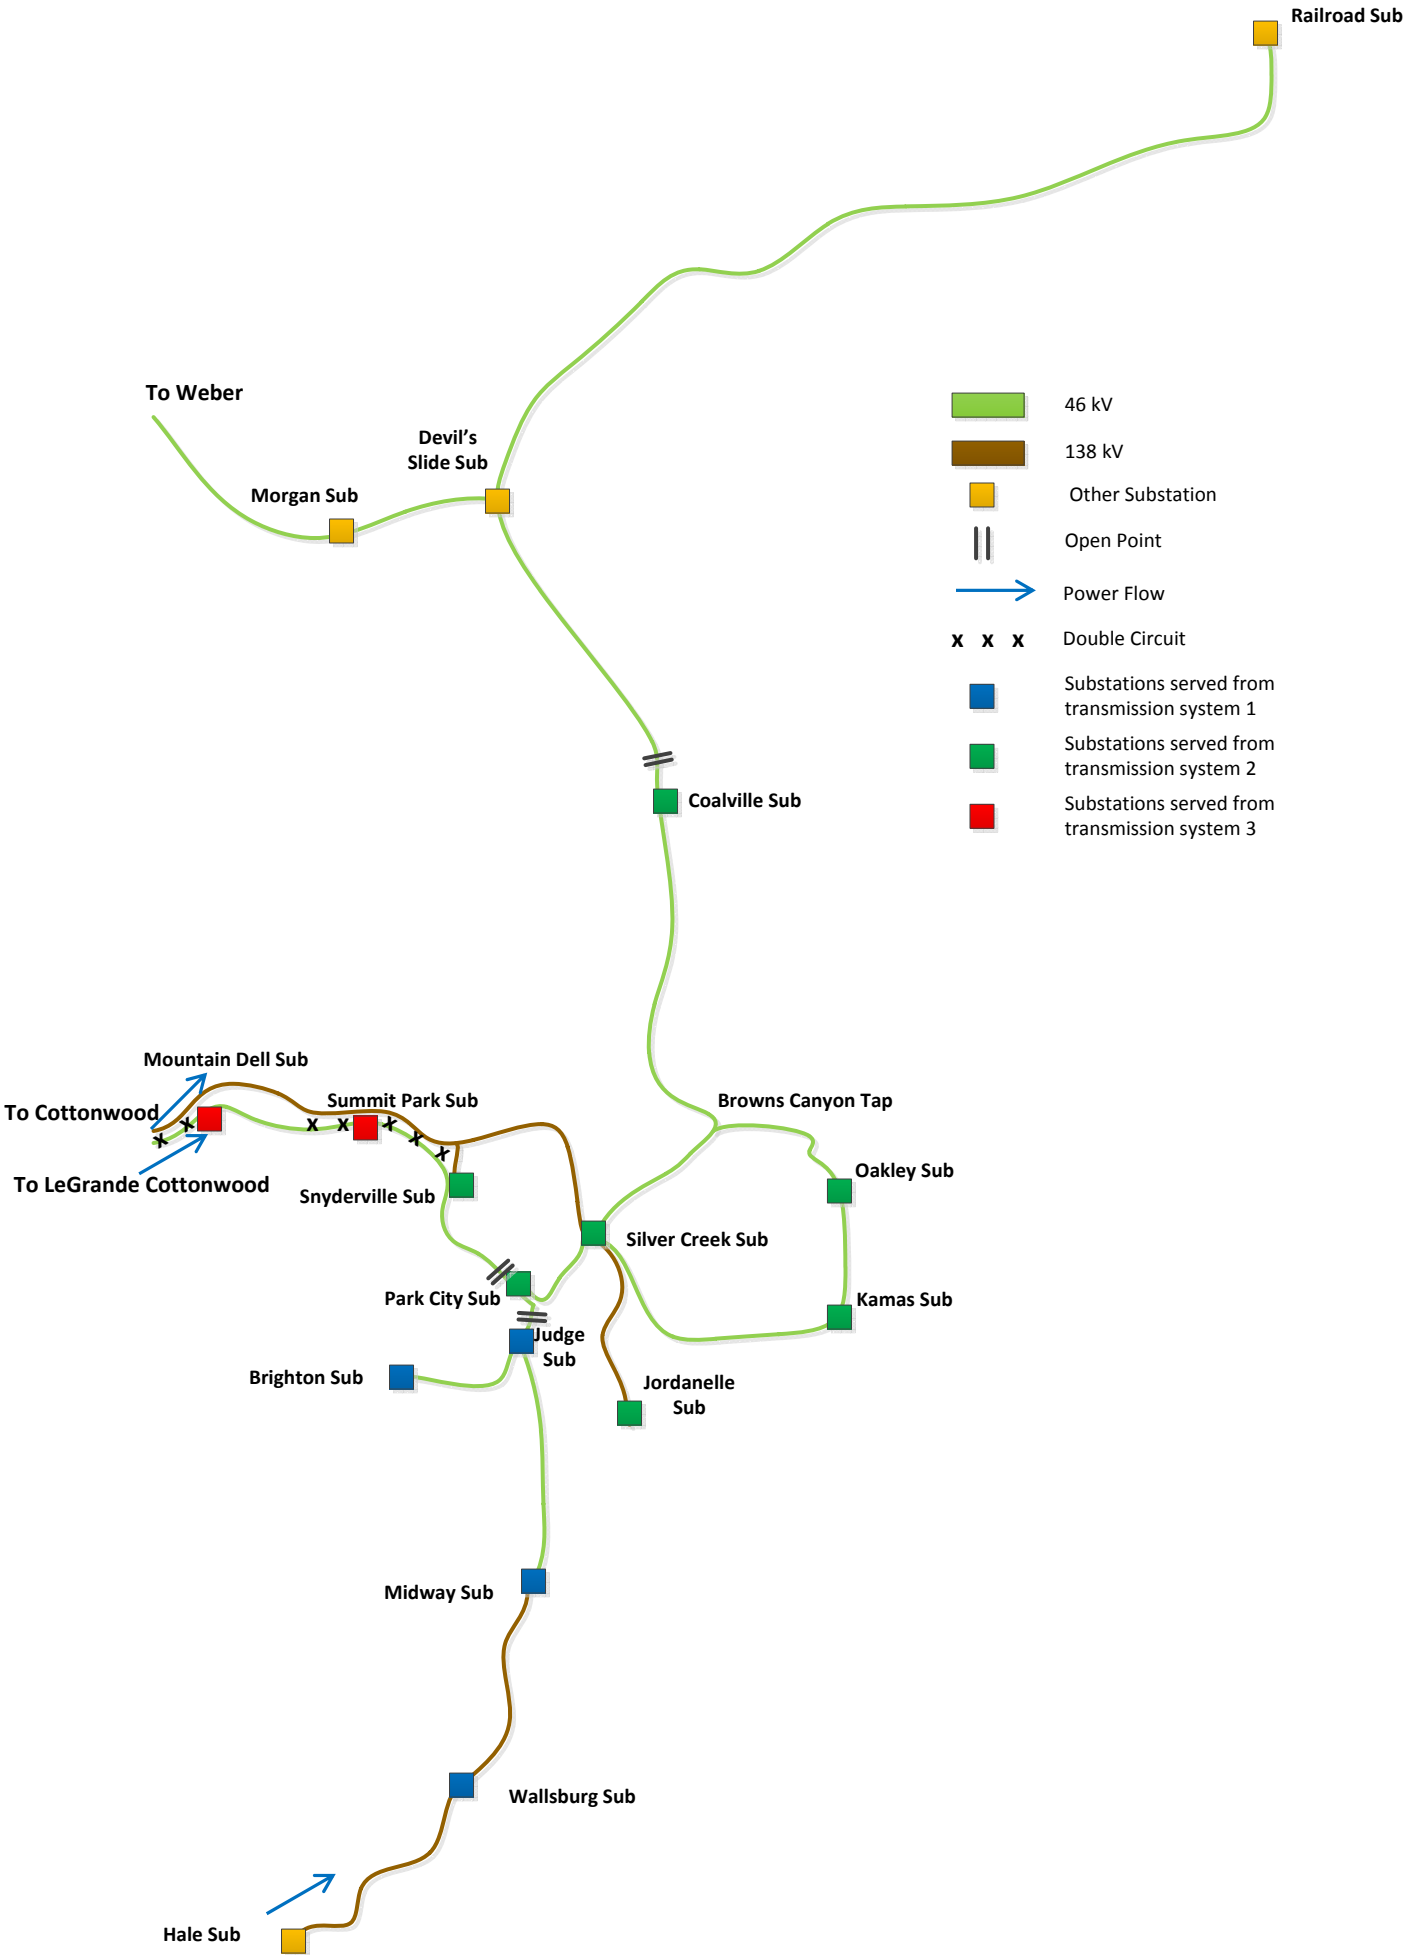 Railroad Sub
To Weber
Devil’s
Slide Sub
Morgan Sub
46 kV
138 kV
Other Substation
Open Point
Power Flow
x x x
Double Circuit
Substations served from
transmission system 1
Substations served from
transmission system 2
Substations served from
transmission system 3
Coalville Sub
Mountain Dell Sub
Summit Park Sub
Browns Canyon Tap
To Cottonwood
x x x x x x x
To LeGrande Cottonwood
Snyderville Sub
Oakley Sub
Silver Creek Sub
Park City Sub
Kamas Sub
Judge
Sub
Brighton Sub
Jordanelle
Sub
Midway Sub
Wallsburg Sub
Hale Sub